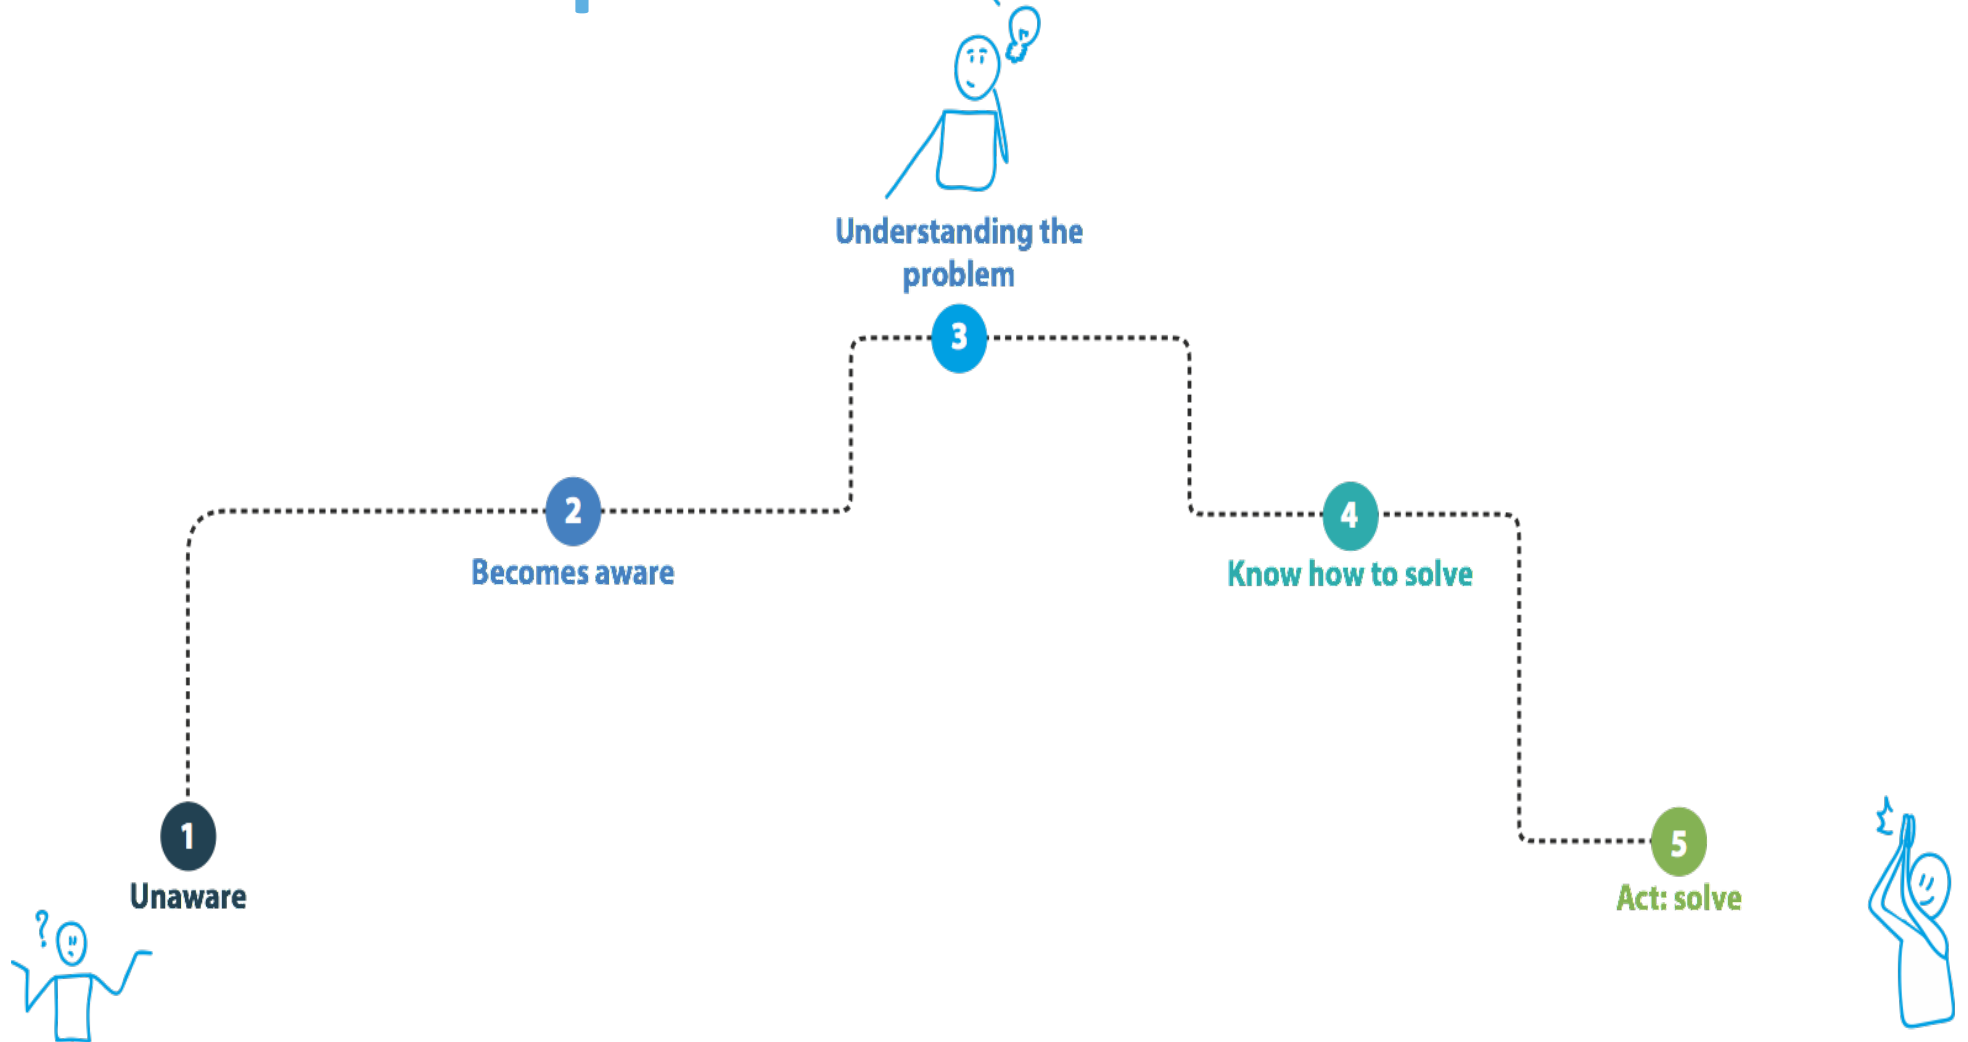 Understanding the
problem
3
2
Becomes aware
4
Know how to solve
1
Unaware
5
Act: solve
?